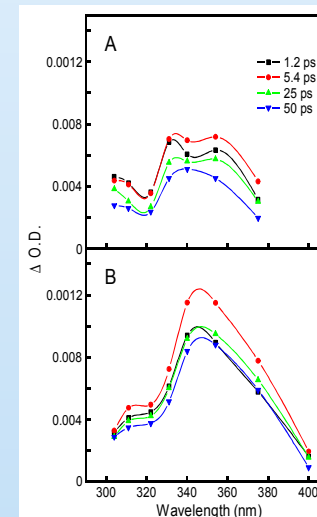 A
1.2 ps
5.4 ps
25 ps
50 ps
0.0012
0.008
0.004
0
Δ O.D.
B
0.0012
0.008
0.004
0
300 320 340 360 380 400
Wavelength (nm)